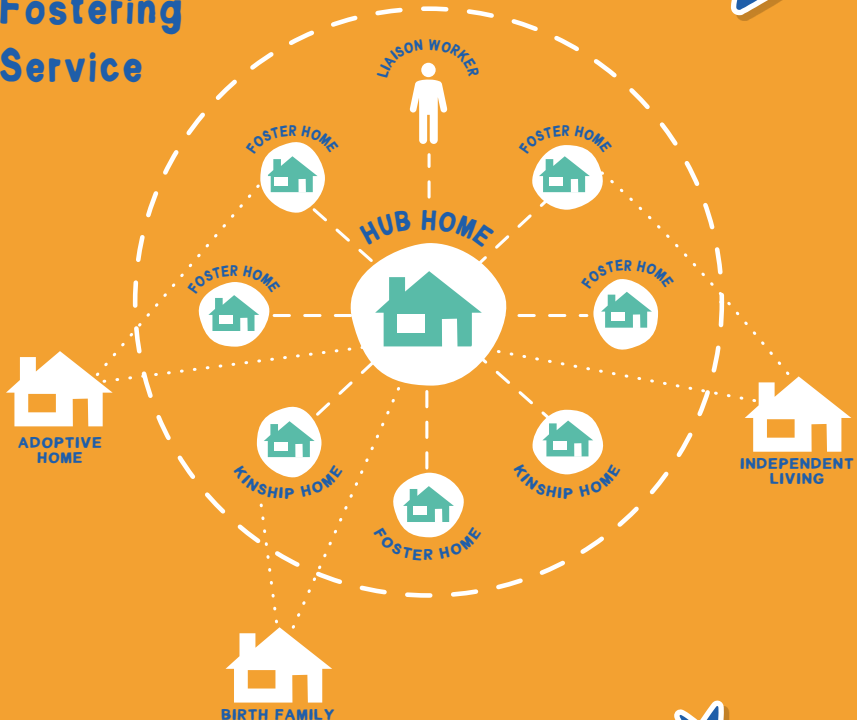 Fostering
Service
LIAISON WORKER
FOSTER HOME
FOSTER HOME
HUB HOME
FOSTER HOME
FOSTER HOME
ADOPTIVE
HOME
INDEPENDENT
LIVING
KINSHIP HOME
KINSHIP HOME
FOSTER HOME
BIRTH FAMILY